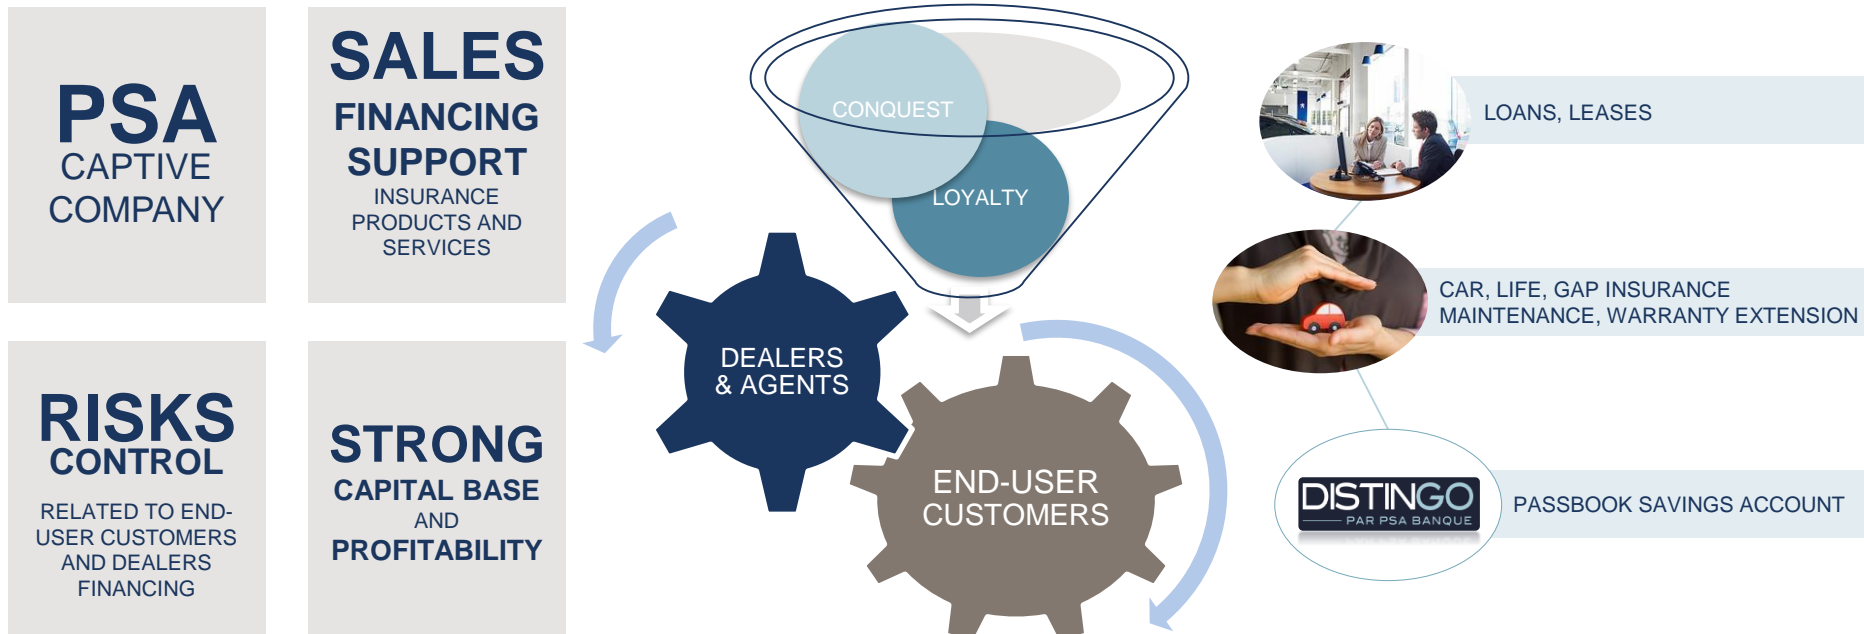 PSA
CAPTIVE
COMPANY
SALES
FINANCING
SUPPORT
INSURANCE
PRODUCTS AND
SERVICES
RISKS
CONTROL
RELATED TO END-
USER CUSTOMERS
AND DEALERS
FINANCING
STRONG
CAPITAL BASE
AND
PROFITABILITY
CONQUEST
LOYALTY
DEALERS
& AGENTS
END-USER
CUSTOMERS
LOANS, LEASES
CAR, LIFE, GAP INSURANCE
MAINTENANCE, WARRANTY EXTENSION
DISTINGO
PAR PSA BANQUE
PASSBOOK SAVINGS ACCOUNT